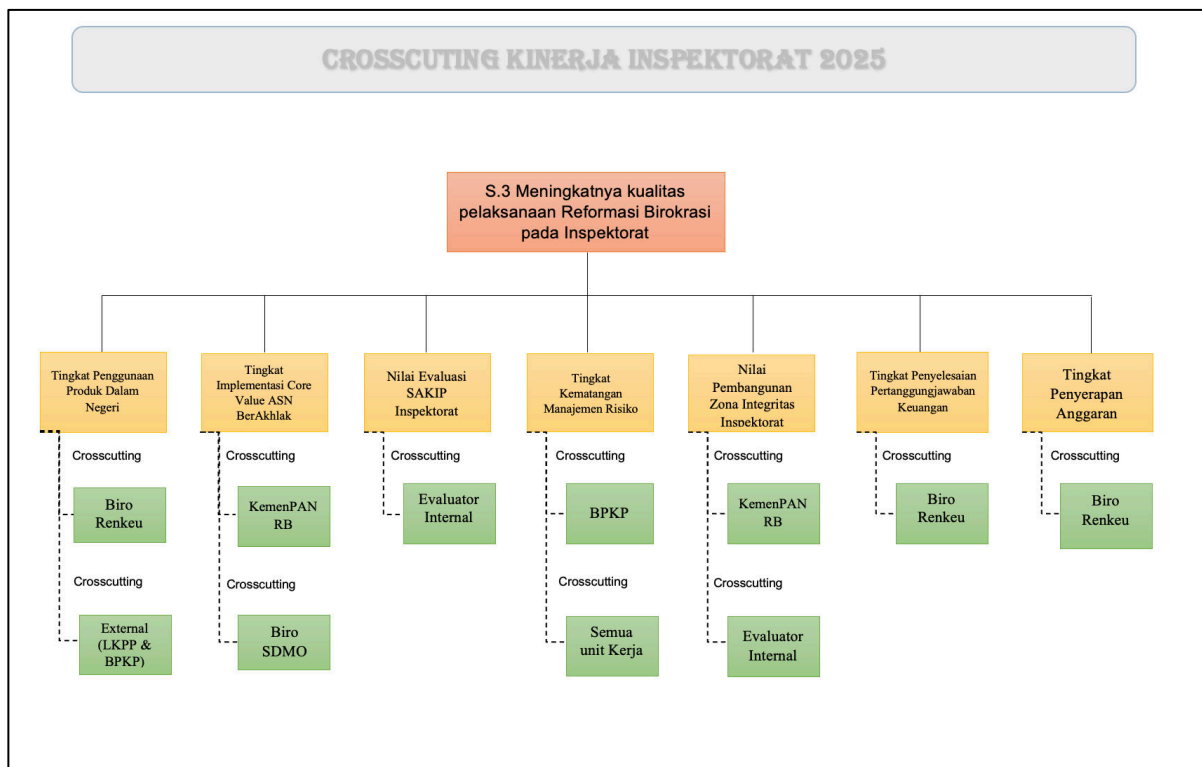 CROSSCUTING KINERJA INSPEKTORAT 2025
S.3 Meningkatnya kualitas
pelaksanaan Reformasi Birokrasi
pada Inspektorat
Tingkat Penggunaan
Produk Dalam
Negeri
Tingkat
Implementasi Core
Value ASN
BerAkhlak
Nilai Evaluasi
SAKIP
Inspektorat
Tingkat
Kematangan
Manajemen Risiko
Nilai
Pembangunan
Zona Integritas
Inspektorat
Tingkat Penyelesaian
Pertanggungjawaban
Keuangan
Tingkat
Penyerapan
Anggaran
Crosscutting
Crosscutting
Crosscutting
Crosscutting
Crosscutting
Crosscutting
Crosscutting
Biro
Renkeu
KemenPAN
RB
Evaluator
Internal
BPKP
KemenPAN
RB
Biro
Renkeu
Biro
Renkeu
Crosscutting
Crosscutting
Crosscutting
Crosscutting
External
(LKPP &
BPKP)
Biro
SDMO
Semua
unit Kerja
Evaluator
Internal